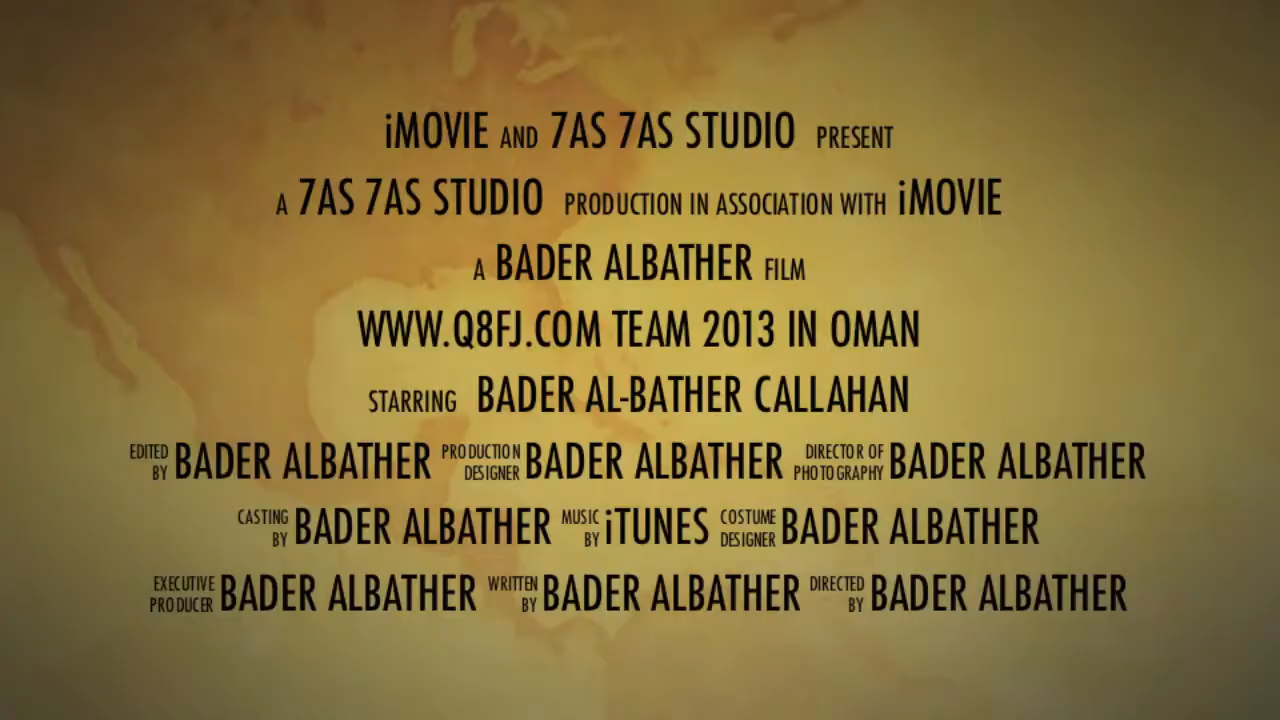 iMOVIE AND 7AS 7AS STUDIO PRESENT
A 7AS 7AS STUDIO PRODUCTION IN ASSOCIATION WITH iMOVIE
A BADER ALBATHER FILM
WWW.Q8FJ.COM TEAM 2013 IN OMAN
STARRING BADER AL-BATHER CALLAHAN
EDITED BY BADER ALBATHER PRODUCTION DESIGNER BADER ALBATHER DIRECTOR OF PHOTOGRAPHY BADER ALBATHER
CASTING BY BADER ALBATHER MUSIC BY iTUNES COSTUME DESIGNER BADER ALBATHER
EXECUTIVE PRODUCER BADER ALBATHER WRITTEN BY BADER ALBATHER DIRECTED BY BADER ALBATHER